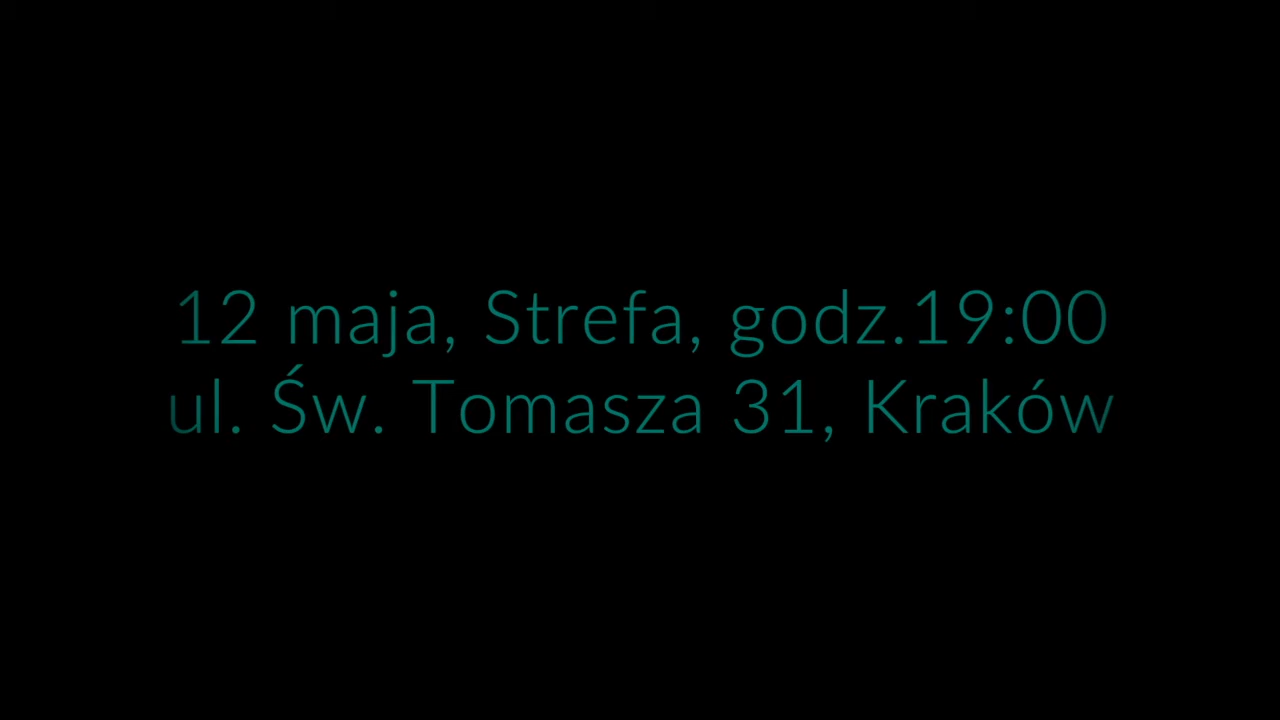 12 maja, Strefa, godz.19:00
ul. Św. Tomasza 31, Kraków